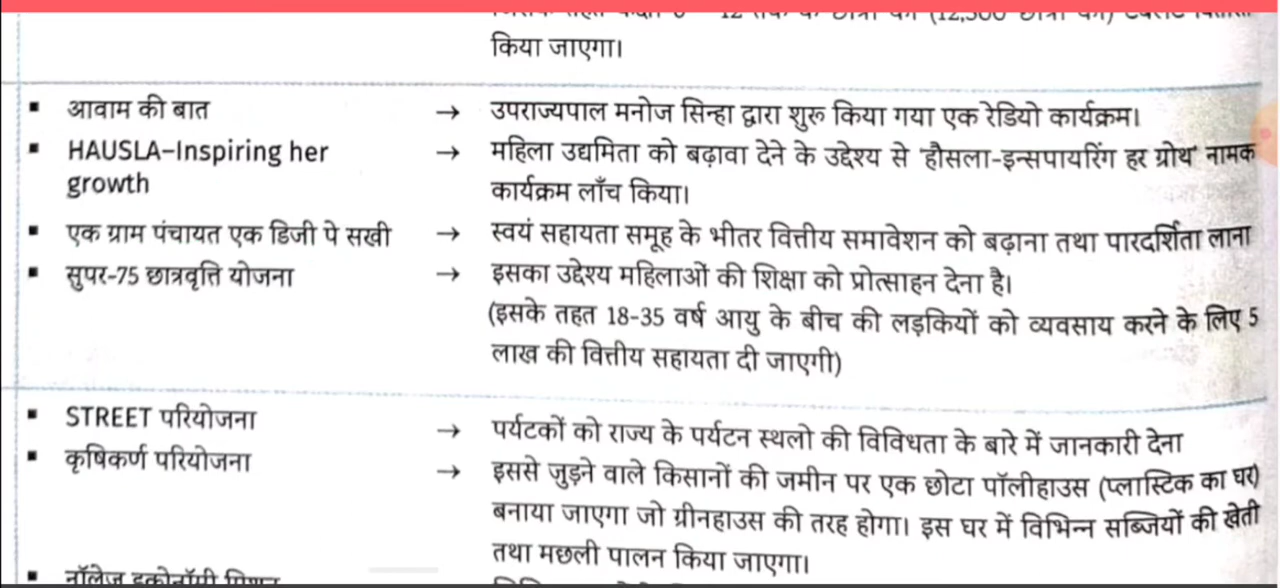 किया जाएगा।
▪ आवाम की बात → उपराज्यपाल मनोज सिन्हा द्वारा शुरू किया गया एक रेडियो कार्यक्रम।
▪ HAUSLA–Inspiring her → महिला उद्यमिता को बढ़ावा देने के उद्देश्य से 'हौसला-इन्सपायरिंग हर ग्रोथ' नामक
growth कार्यक्रम लाँच किया।
▪ एक ग्राम पंचायत एक डिजी पे सखी → स्वयं सहायता समूह के भीतर वित्तीय समावेशन को बढ़ाना तथा पारदर्शिता लाना
▪ सुपर-75 छात्रवृत्ति योजना → इसका उद्देश्य महिलाओं की शिक्षा को प्रोत्साहन देना है।
(इसके तहत 18-35 वर्ष आयु के बीच की लड़कियों को व्यवसाय करने के लिए 5
लाख की वित्तीय सहायता दी जाएगी)
▪ STREET परियोजना → पर्यटकों को राज्य के पर्यटन स्थलो की विविधता के बारे में जानकारी देना
▪ कृषिकर्ण परियोजना → इससे जुड़ने वाले किसानों की जमीन पर एक छोटा पॉलीहाउस (प्लास्टिक का घर)
बनाया जाएगा जो ग्रीनहाउस की तरह होगा। इस घर में विभिन्न सब्जियों की खेती
तथा मछली पालन किया जाएगा।